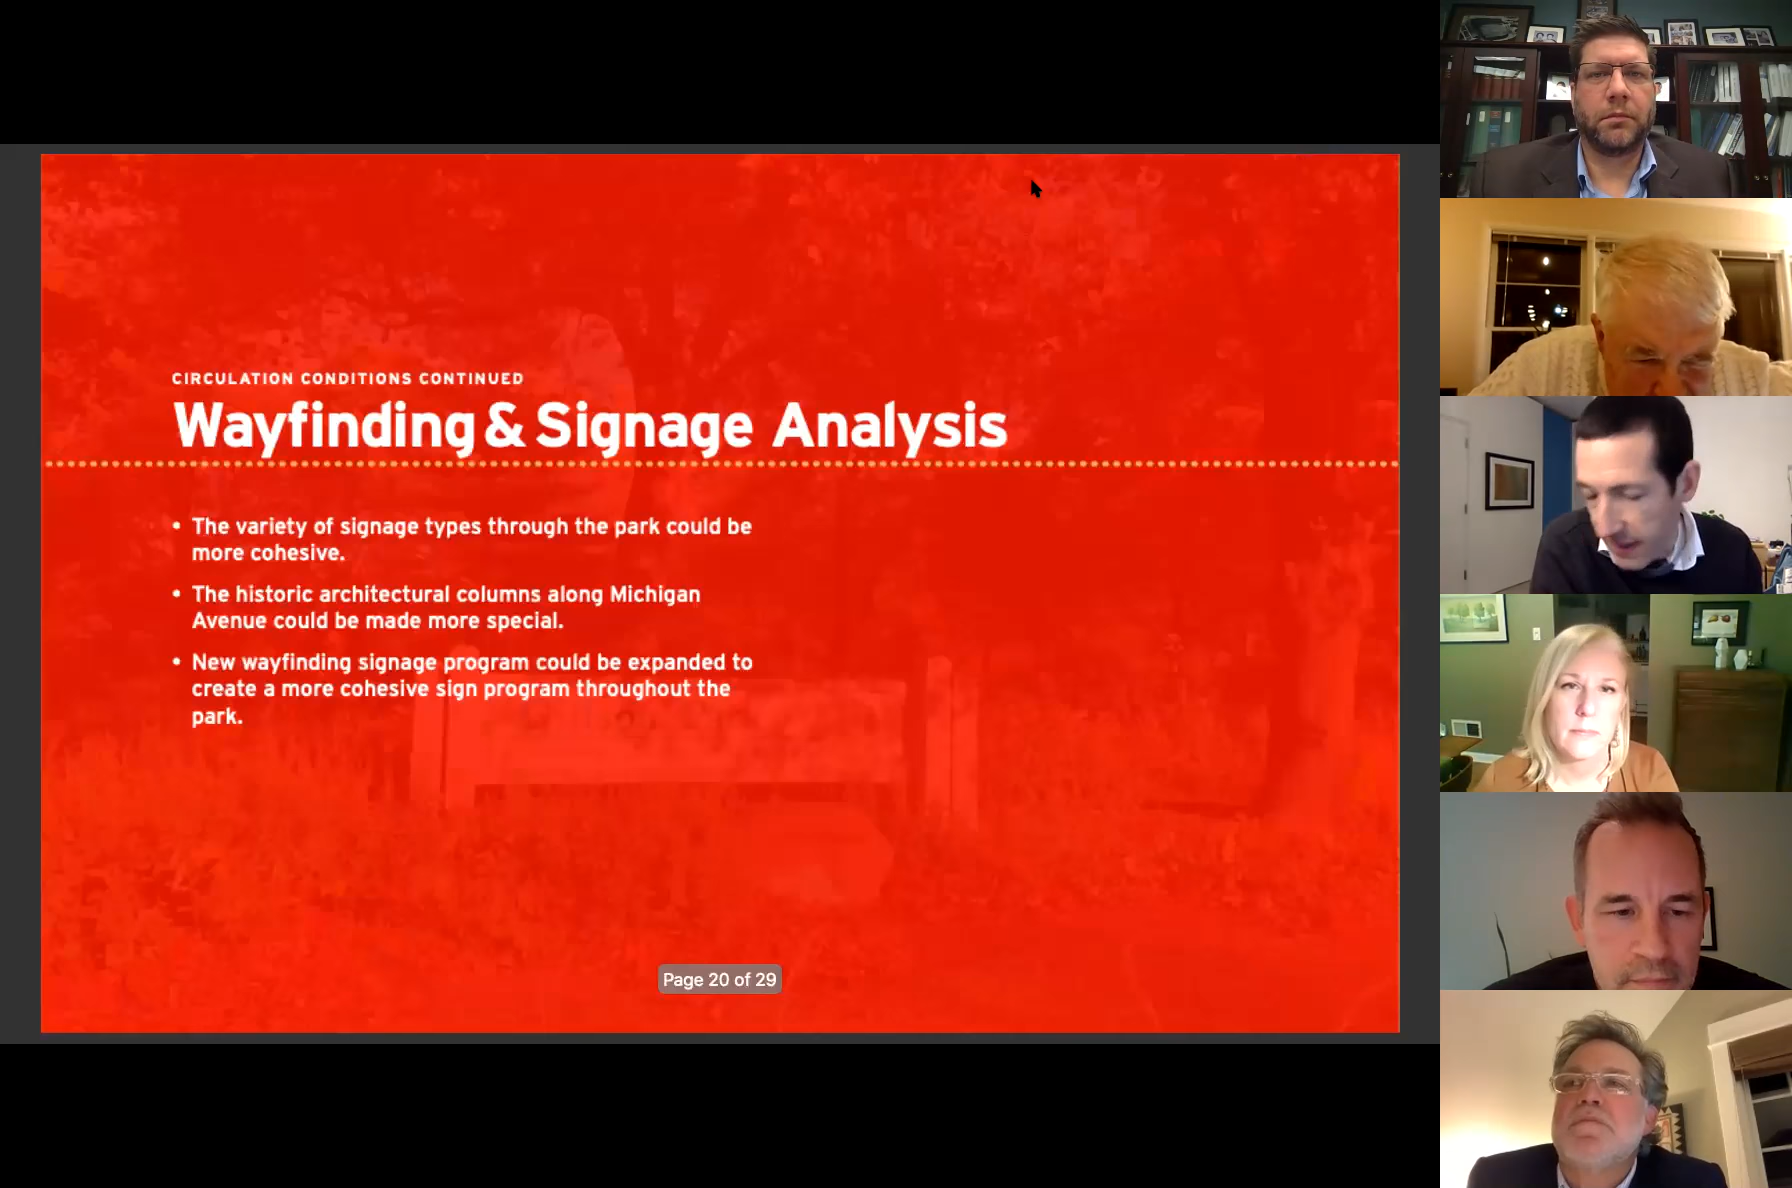 CIRCULATION CONDITIONS CONTINUED
Wayfinding & Signage Analysis
• The variety of signage types through the park could be
more cohesive.
• The historic architectural columns along Michigan
Avenue could be made more special.
• New wayfinding signage program could be expanded to
create a more cohesive sign program throughout the
park.
Page 20 of 29